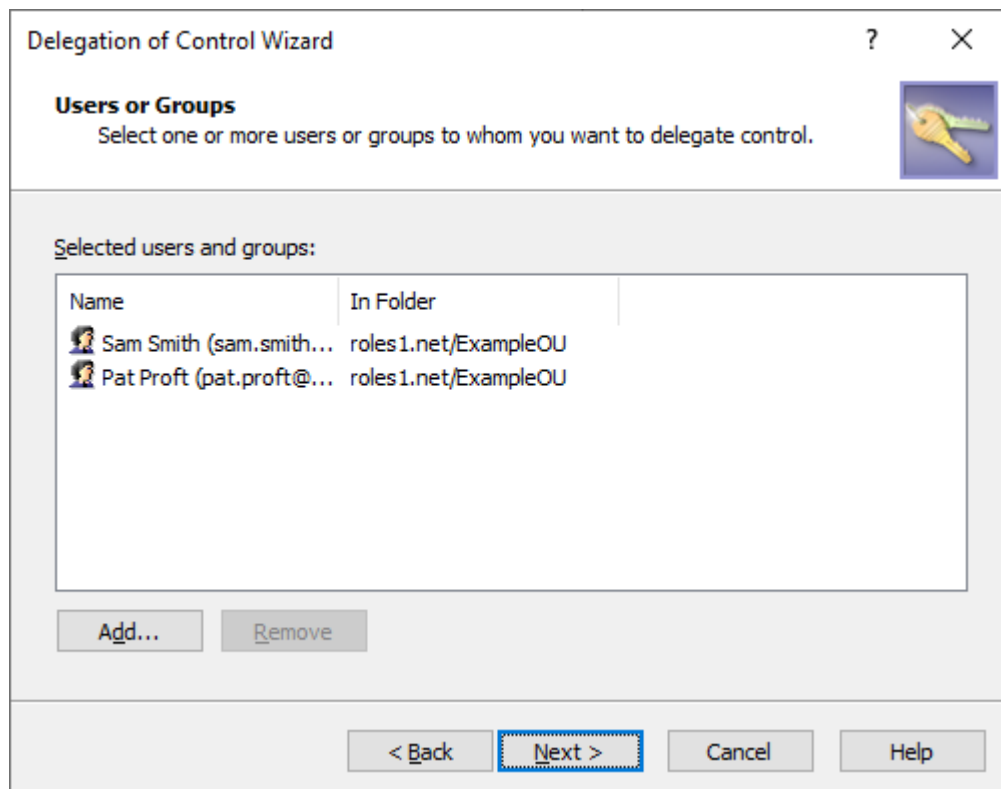 Delegation of Control Wizard ?
Users or Groups
Select one or more users or groups to whom you want to delegate control.
Selected users and groups:
Name In Folder
Sam Smith (sam.smith... roles1.net/ExampleOU
Pat Proft (pat.proft@... roles1.net/ExampleOU
Add... Remove
< Back Next > Cancel Help